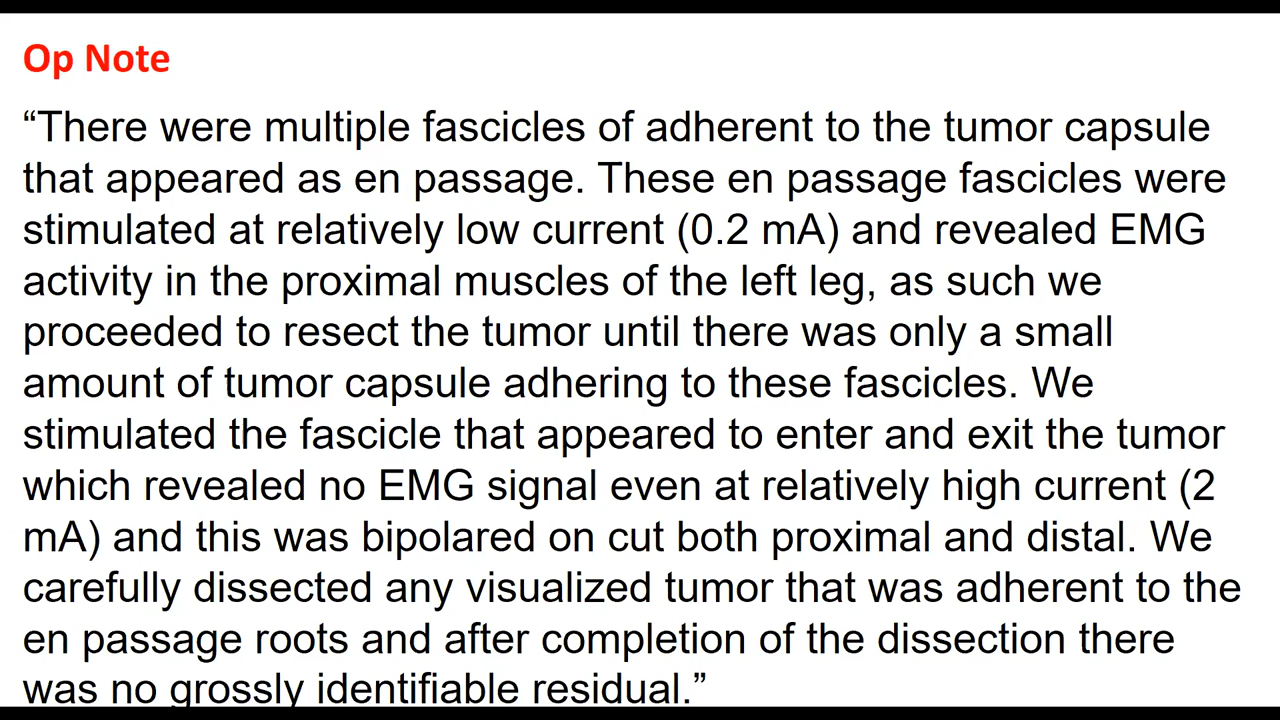 Op Note
“There were multiple fascicles of adherent to the tumor capsule
that appeared as en passage. These en passage fascicles were
stimulated at relatively low current (0.2 mA) and revealed EMG
activity in the proximal muscles of the left leg, as such we
proceeded to resect the tumor until there was only a small
amount of tumor capsule adhering to these fascicles. We
stimulated the fascicle that appeared to enter and exit the tumor
which revealed no EMG signal even at relatively high current (2
mA) and this was bipolared on cut both proximal and distal. We
carefully dissected any visualized tumor that was adherent to the
en passage roots and after completion of the dissection there
was no grossly identifiable residual.”